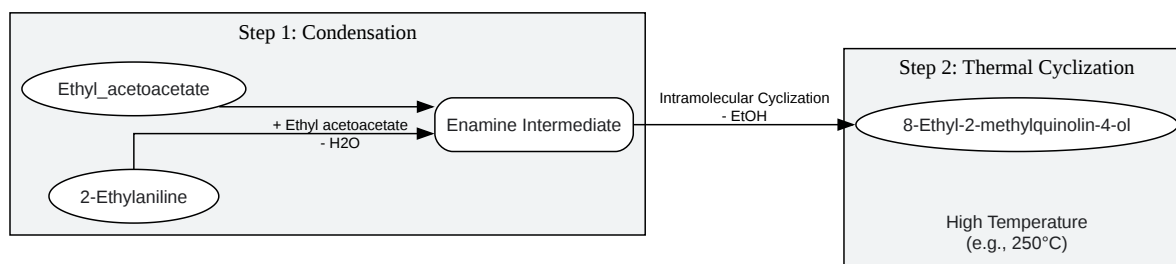 Step 1: Condensation
Ethyl_acetoacetate
+ Ethyl acetoacetate
- H2O
2-Ethylaniline
Enamine Intermediate
Intramolecular Cyclization
- EtOH
Step 2: Thermal Cyclization
8-Ethyl-2-methylquinolin-4-ol
High Temperature
(e.g., 250°C)